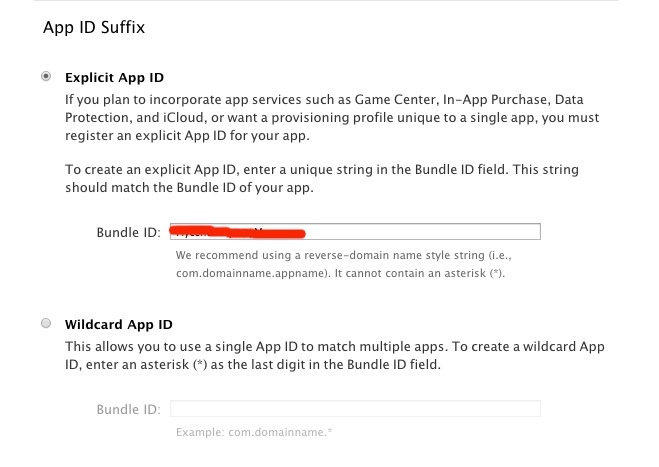 App ID Suffix
Explicit App ID
If you plan to incorporate app services such as Game Center, In-App Purchase, Data
Protection, and iCloud, or want a provisioning profile unique to a single app, you must
register an explicit App ID for your app.
To create an explicit App ID, enter a unique string in the Bundle ID field. This string
should match the Bundle ID of your app.
Bundle ID:
We recommend using a reverse-domain name style string (i.e.,
com.domainname.appname). It cannot contain an asterisk (*).
Wildcard App ID
This allows you to use a single App ID to match multiple apps. To create a wildcard App
ID, enter an asterisk (*) as the last digit in the Bundle ID field.
Bundle ID:
Example: com.domainname.*